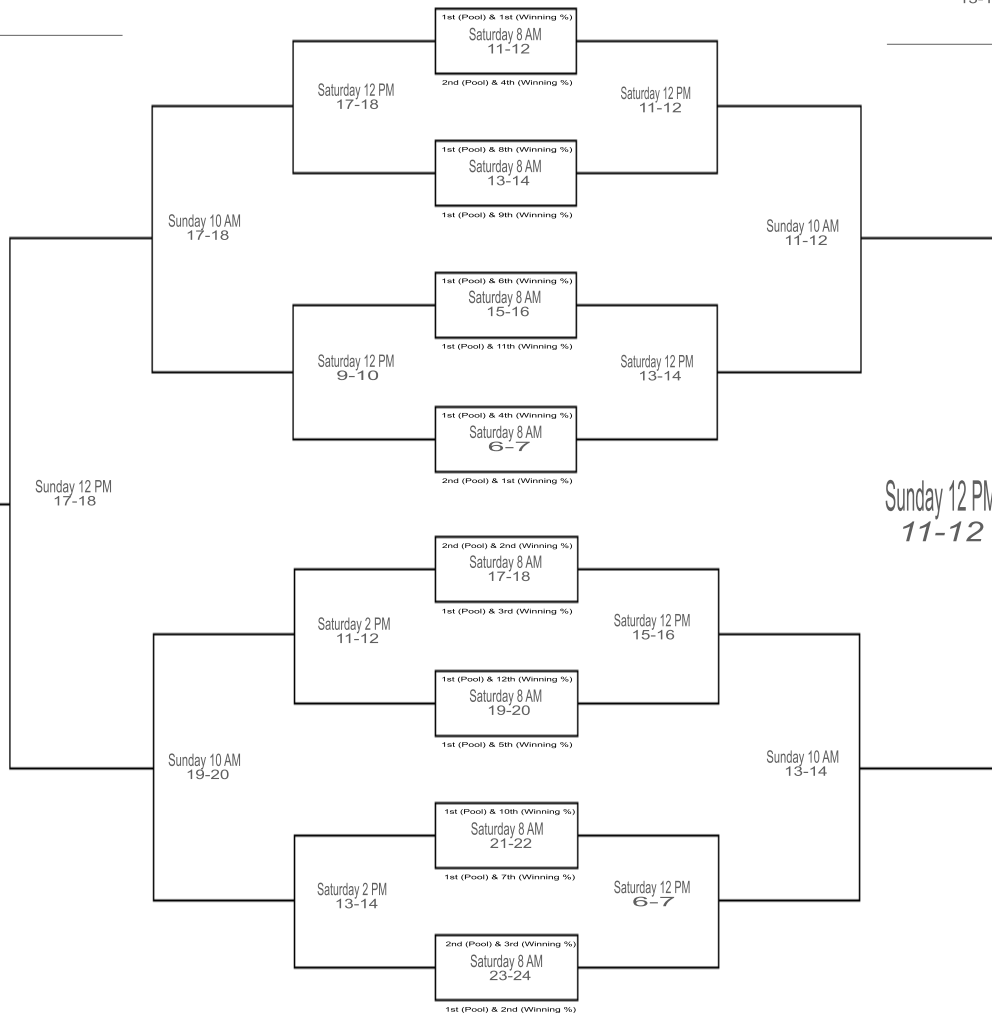 1st (Pool) & 1st (Winning %)
Saturday 8 AM
11-12
2nd (Pool) & 4th (Winning %)
Saturday 12 PM
17-18
Saturday 12 PM
11-12
1st (Pool) & 8th (Winning %)
Saturday 8 AM
13-14
1st (Pool) & 9th (Winning %)
Sunday 10 AM
17-18
Sunday 10 AM
11-12
1st (Pool) & 6th (Winning %)
Saturday 8 AM
15-16
1st (Pool) & 11th (Winning %)
Saturday 12 PM
9-10
Saturday 12 PM
13-14
1st (Pool) & 4th (Winning %)
Saturday 8 AM
6-7
2nd (Pool) & 1st (Winning %)
Sunday 12 PM
17-18
Sunday 12 PM
11-12
2nd (Pool) & 2nd (Winning %)
Saturday 8 AM
17-18
1st (Pool) & 3rd (Winning %)
Saturday 2 PM
11-12
Saturday 12 PM
15-16
1st (Pool) & 12th (Winning %)
Saturday 8 AM
19-20
1st (Pool) & 5th (Winning %)
Sunday 10 AM
19-20
Sunday 10 AM
13-14
1st (Pool) & 10th (Winning %)
Saturday 8 AM
21-22
1st (Pool) & 7th (Winning %)
Saturday 2 PM
13-14
Saturday 12 PM
6-7
2nd (Pool) & 3rd (Winning %)
Saturday 8 AM
23-24
1st (Pool) & 2nd (Winning %)